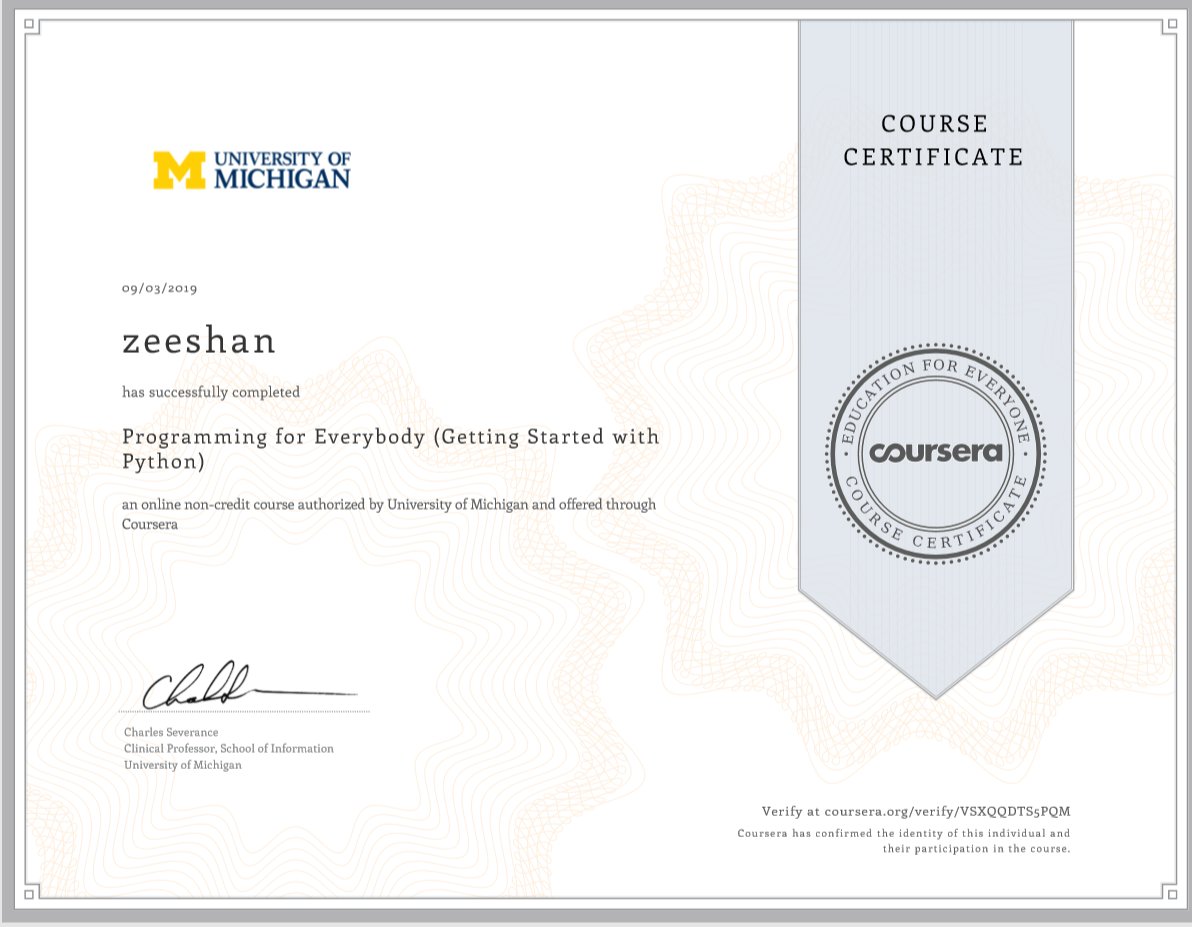 COURSE
CERTIFICATE
UNIVERSITY OF
MICHIGAN
09/03/2019
zeeshan
has successfully completed
Programming for Everybody (Getting Started with
Python)
an online non-credit course authorized by University of Michigan and offered through
Coursera
EDUCATION FOR EVERYONE
coursera
COURSE CERTIFICATE
Charles Severance
Clinical Professor, School of Information
University of Michigan
Verify at coursera.org/verify/VSXQQDTS5PQM
Coursera has confirmed the identity of this individual and
their participation in the course.